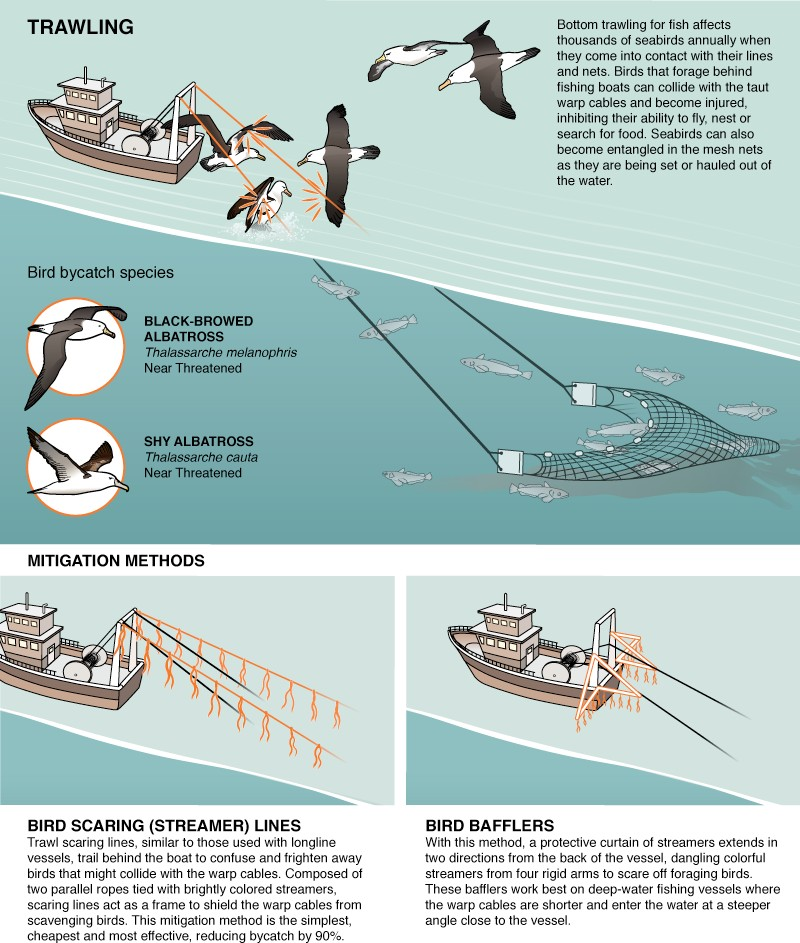 TRAWLING
Bottom trawling for fish affects
thousands of seabirds annually when
they come into contact with their lines
and nets. Birds that forage behind
fishing boats can collide with the taut
warp cables and become injured,
inhibiting their ability to fly, nest or
search for food. Seabirds can also
become entangled in the mesh nets
as they are being set or hauled out of
the water.
Bird bycatch species
BLACK-BROWED
ALBATROSS
Thalassarche melanophris
Near Threatened
SHY ALBATROSS
Thalassarche cauta
Near Threatened
MITIGATION METHODS
BIRD SCARING (STREAMER) LINES
Trawl scaring lines, similar to those used with longline
vessels, trail behind the boat to confuse and frighten away
birds that might collide with the warp cables. Composed of
two parallel ropes tied with brightly colored streamers,
scaring lines act as a frame to shield the warp cables from
scavenging birds. This mitigation method is the simplest,
cheapest and most effective, reducing bycatch by 90%.
BIRD BAFFLERS
With this method, a protective curtain of streamers extends in
two directions from the back of the vessel, dangling colorful
streamers from four rigid arms to scare off foraging birds.
These bafflers work best on deep-water fishing vessels where
the warp cables are shorter and enter the water at a steeper
angle close to the vessel.